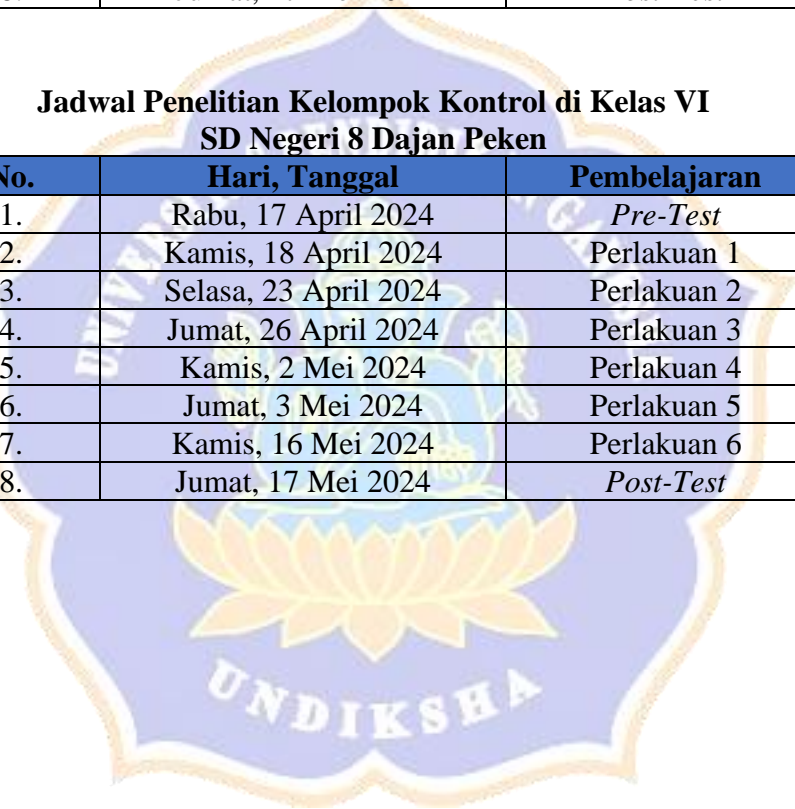 Jadwal Penelitian Kelompok Kontrol di Kelas VI
SD Negeri 8 Dajan Peken
No. Hari, Tanggal Pembelajaran
1. Rabu, 17 April 2024 Pre-Test
2. Kamis, 18 April 2024 Perlakuan 1
3. Selasa, 23 April 2024 Perlakuan 2
4. Jumat, 26 April 2024 Perlakuan 3
5. Kamis, 2 Mei 2024 Perlakuan 4
6. Jumat, 3 Mei 2024 Perlakuan 5
7. Kamis, 16 Mei 2024 Perlakuan 6
8. Jumat, 17 Mei 2024 Post-Test
UNDIKSHA